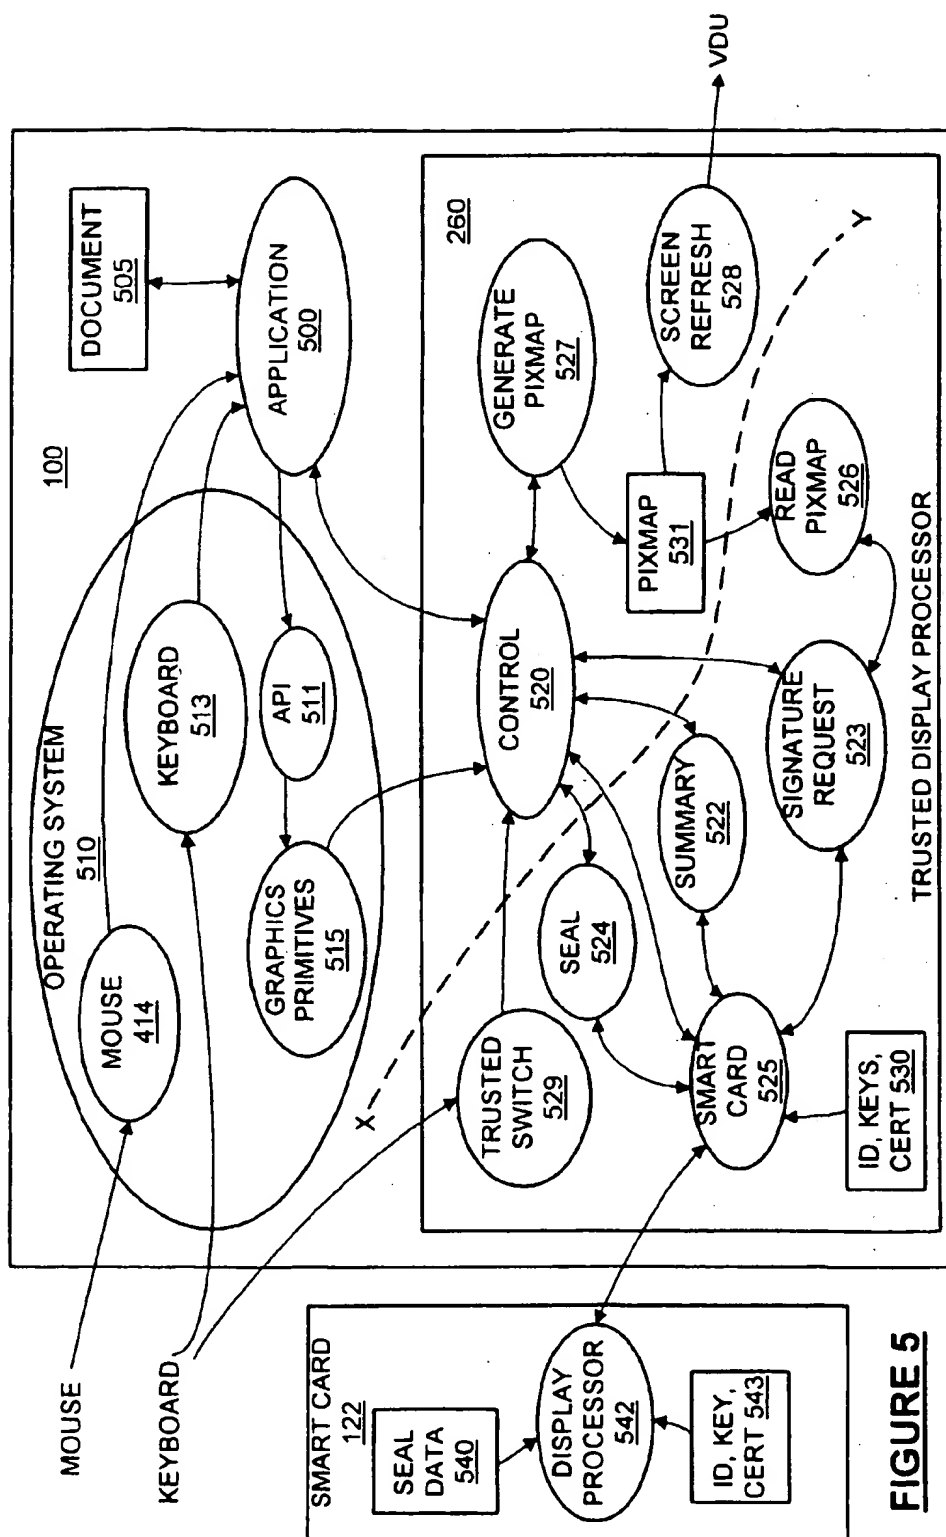 MOUSE
KEYBOARD
100
OPERATING SYSTEM
510
MOUSE
414
KEYBOARD
513
API
511
GRAPHICS
PRIMITIVES
515
DOCUMENT
505
APPLICATION
500
X
Y
260
TRUSTED
SWITCH
529
CONTROL
520
GENERATE
PIXMAP
527
PIXMAP
531
SCREEN
REFRESH
528
VDU
READ
PIXMAP
526
SEAL
524
SUMMARY
522
SIGNATURE
REQUEST
523
SMART
CARD
525
ID, KEYS,
CERT 530
TRUSTED DISPLAY PROCESSOR
SMART CARD
122
SEAL
DATA
540
DISPLAY
PROCESSOR
542
ID, KEY,
CERT 543
FIGURE 5